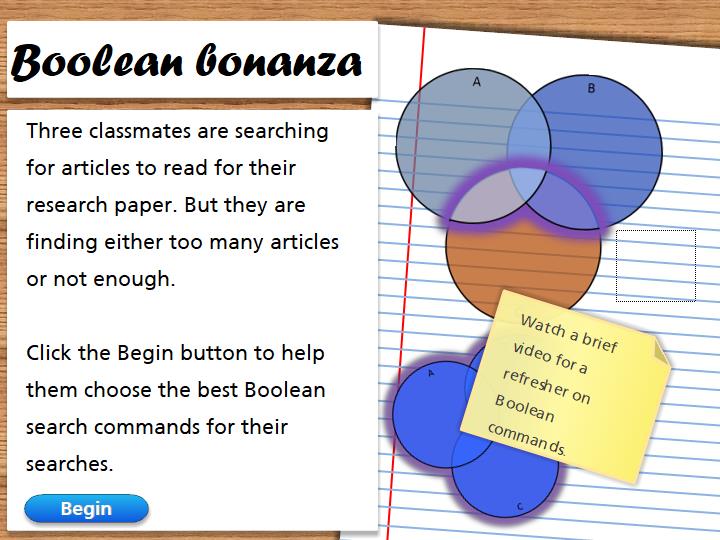 Boolean bonanza
Three classmates are searching
for articles to read for their
research paper. But they are
finding either too many articles
or not enough.
Click the Begin button to help
them choose the best Boolean
search commands for their
searches.
Begin
A
B
Watch a brief
video for a
refresher on
Boolean
commands.
A
C